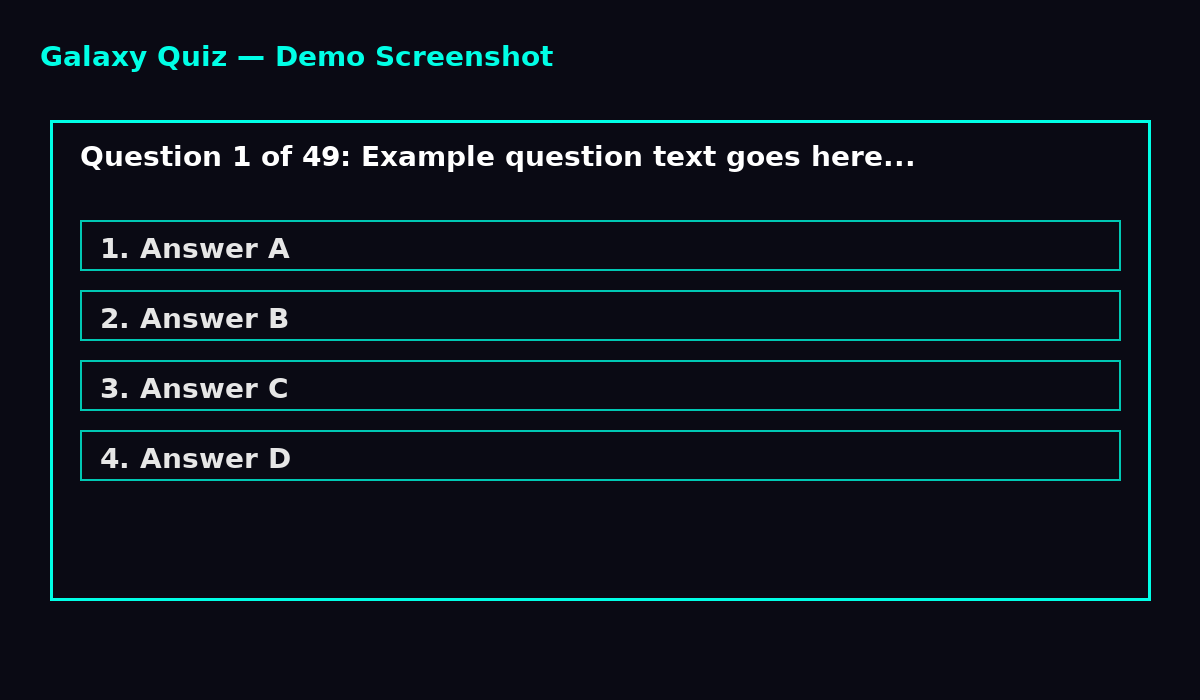 Galaxy Quiz — Demo Screenshot
Question 1 of 49: Example question text goes here...
1. Answer A
2. Answer B
3. Answer C
4. Answer D